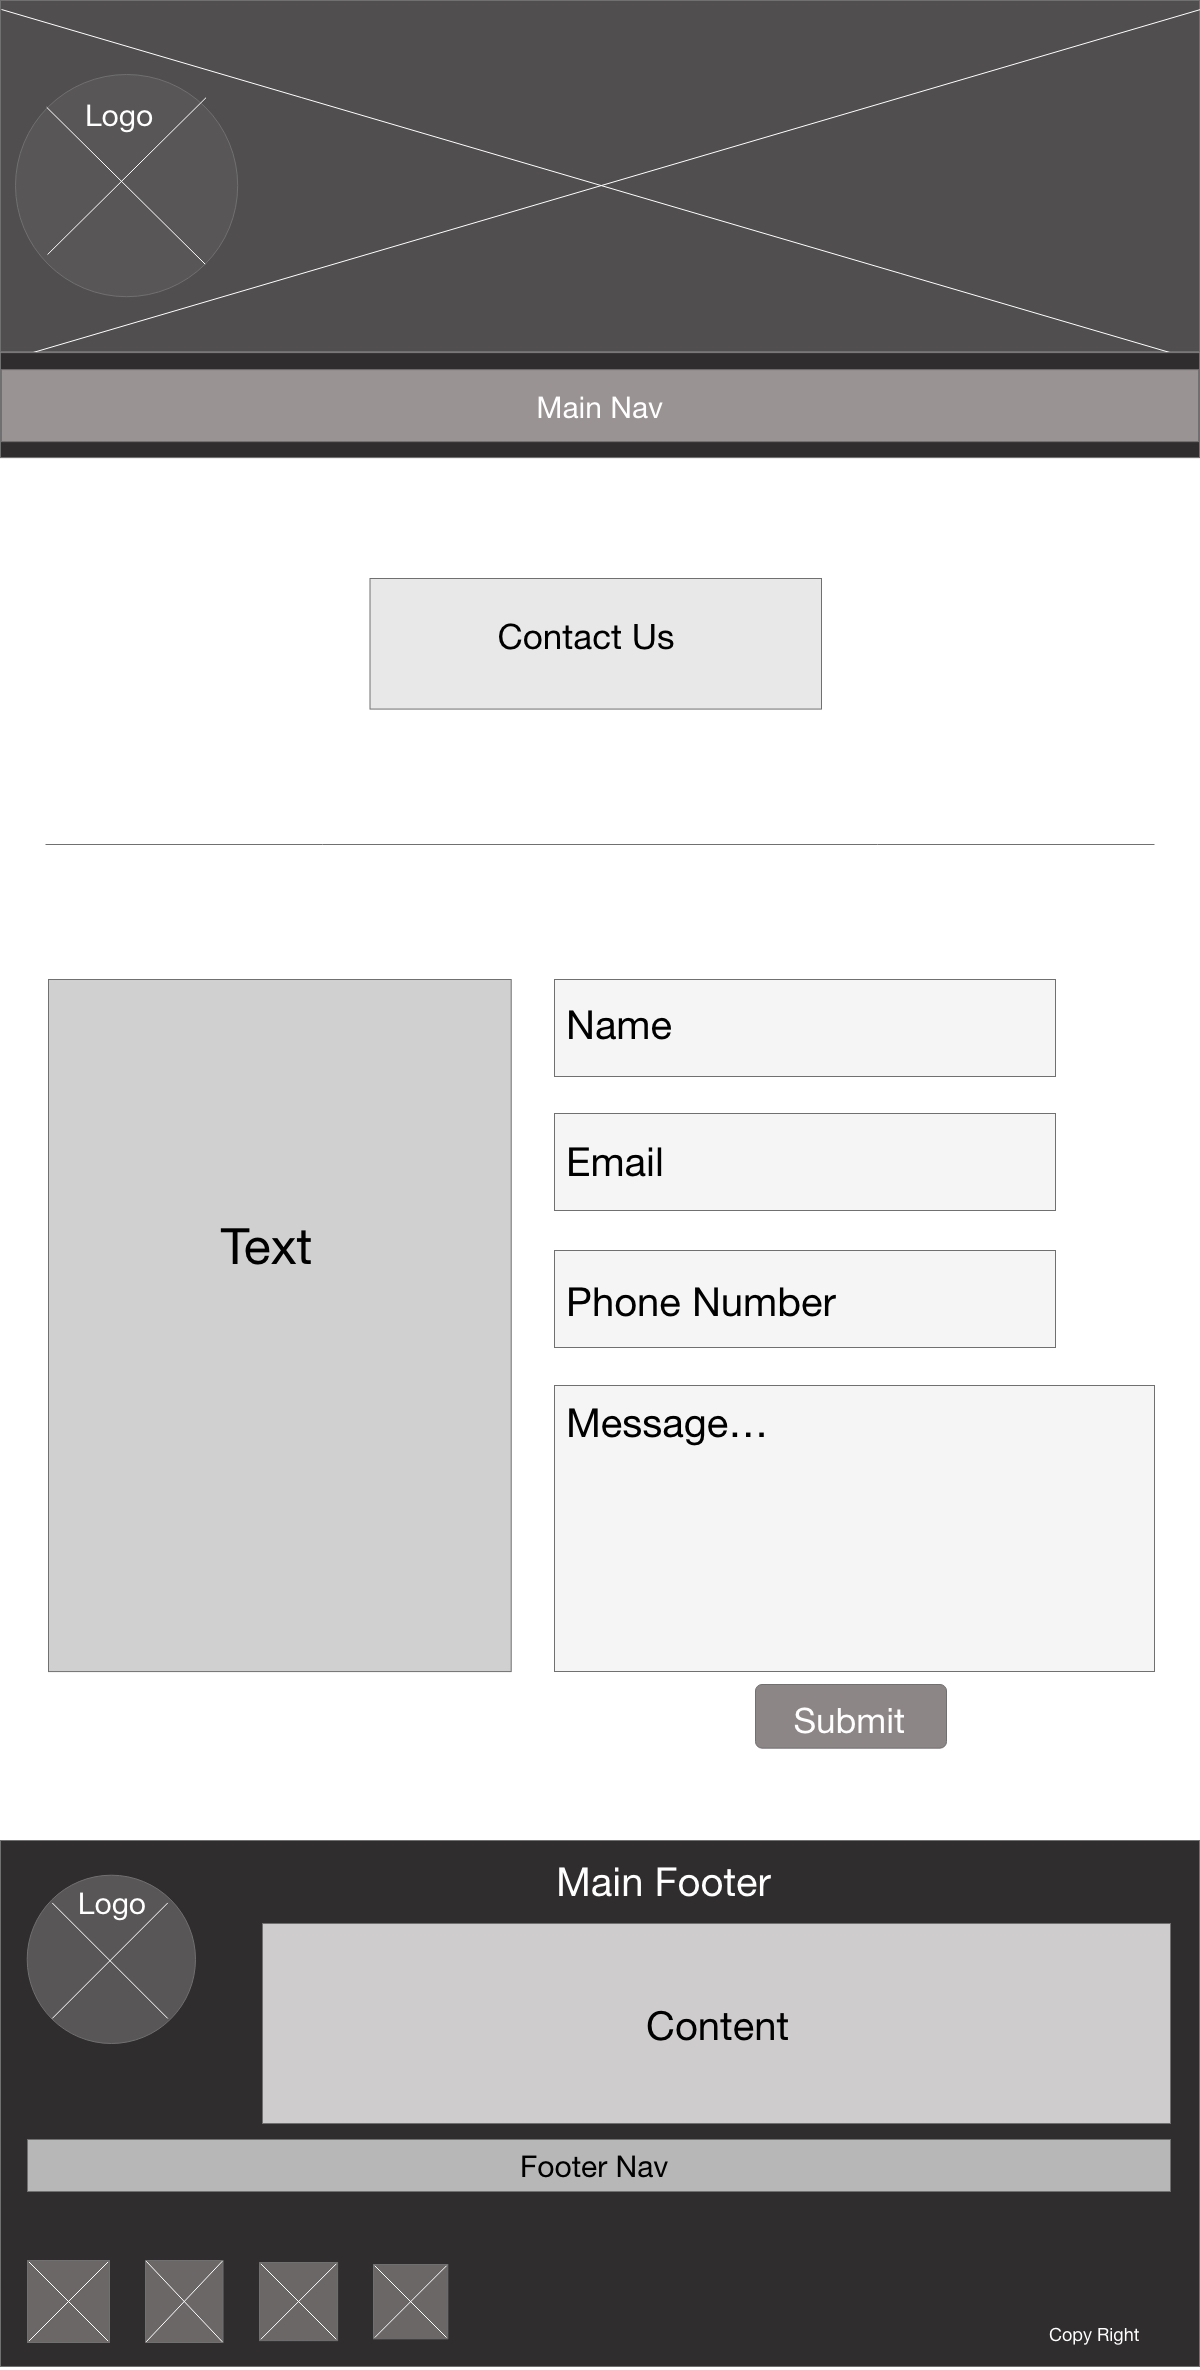 Logo
Main Nav
Contact Us
Text
Name
Email
Phone Number
Message...
Submit
Main Footer
Logo
Content
Footer Nav
Copy Right